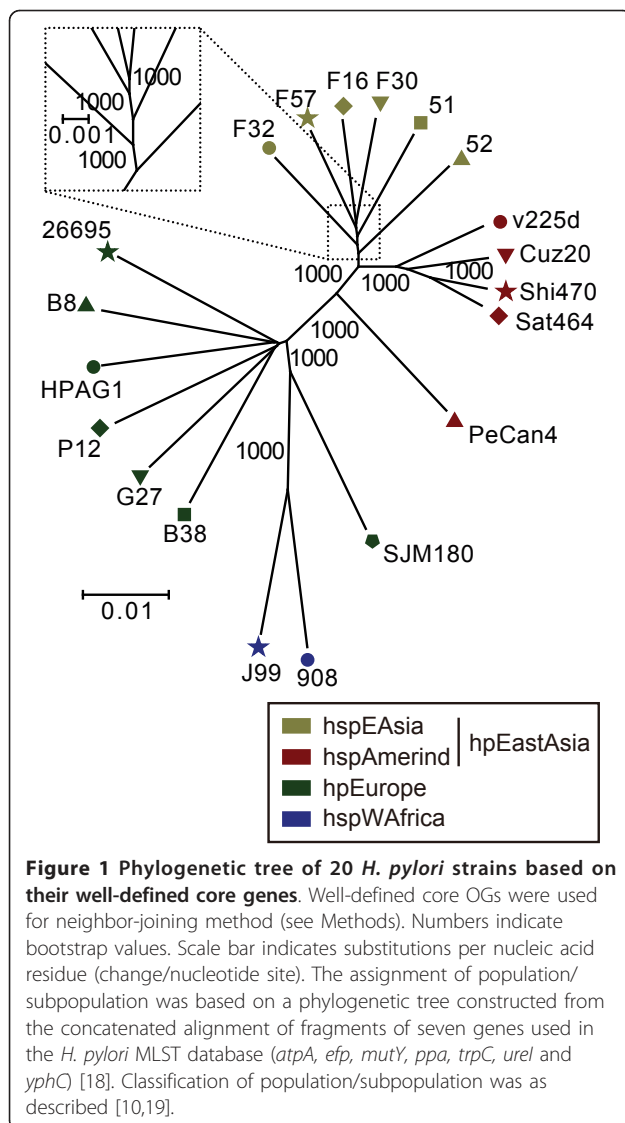 1000
1000
0.001
1000
F57
F16
F30
F32
51
52
v225d
Cuz20
1000
Shi470
Sat464
1000
1000
26695
1000
B8
1000
PeCan4
HPAG1
P12
1000
G27
B38
SJM180
0.01
J99
908
hspEAsia
hspAmerind
hpEastAsia
hpEurope
hspWAfrica
Figure 1 Phylogenetic tree of 20 H. pylori strains based on
their well-defined core genes. Well-defined core OGs were used
for neighbor-joining method (see Methods). Numbers indicate
bootstrap values. Scale bar indicates substitutions per nucleic acid
residue (change/nucleotide site). The assignment of population/
subpopulation was based on a phylogenetic tree constructed from
the concatenated alignment of fragments of seven genes used in
the H. pylori MLST database (atpA, efp, mutY, ppa, trpC, ureI and
yphC) [18]. Classification of population/subpopulation was as
described [10,19].